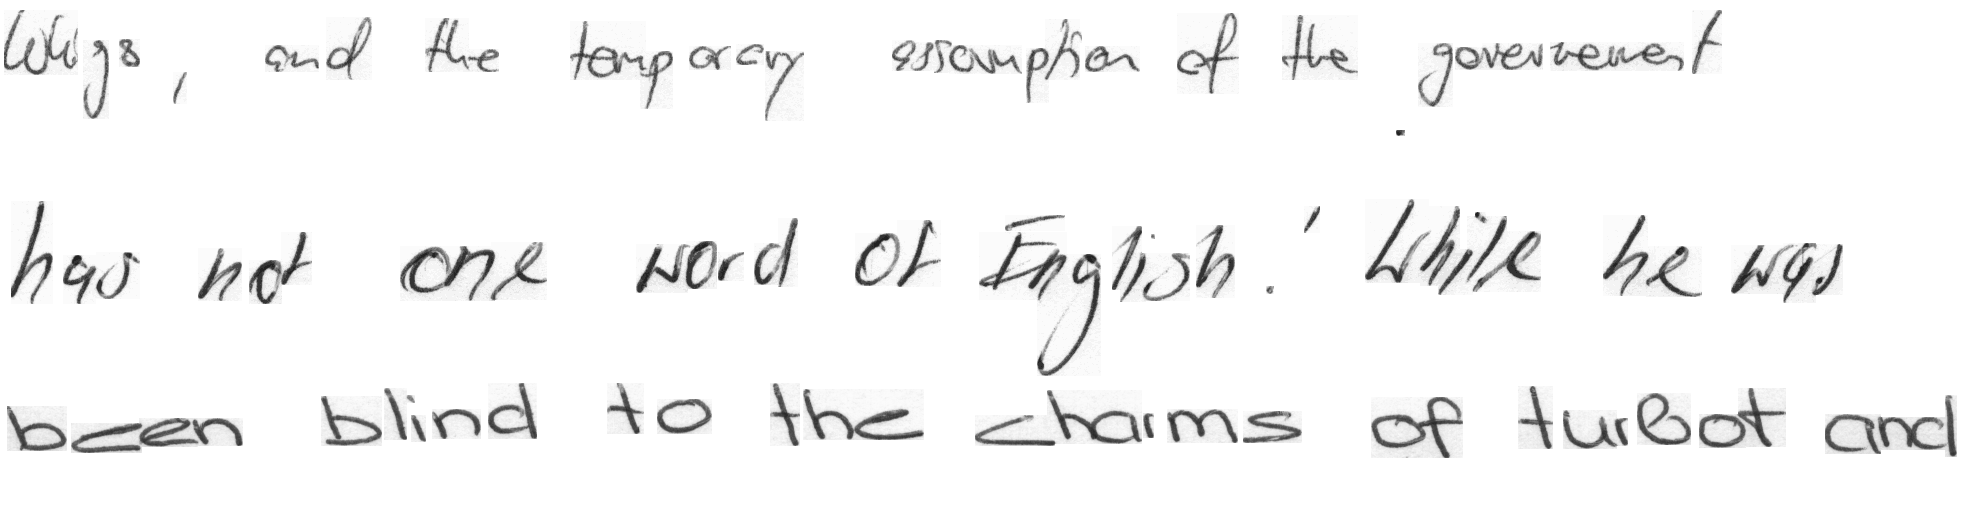 Whigs, and the temporary assumption of the government
has not one word of English.' While he was
been blind to the charms of turbot and